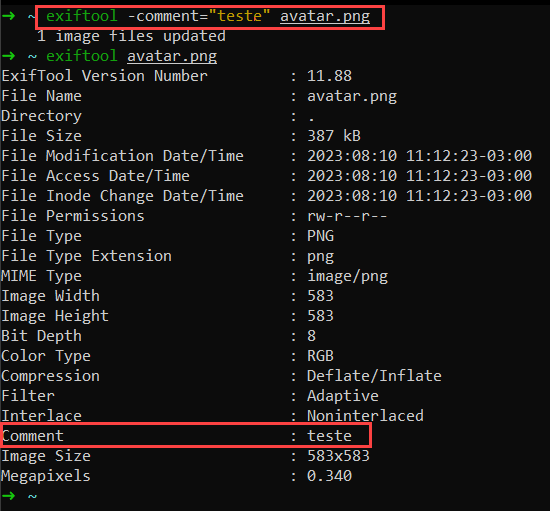 ➜ ~ exiftool -comment="teste" avatar.png
1 image files updated
➜ ~ exiftool avatar.png
ExifTool Version Number : 11.88
File Name : avatar.png
Directory : .
File Size : 387 kB
File Modification Date/Time : 2023:08:10 11:12:23-03:00
File Access Date/Time : 2023:08:10 11:12:23-03:00
File Inode Change Date/Time : 2023:08:10 11:12:23-03:00
File Permissions : rw-r--r--
File Type : PNG
File Type Extension : png
MIME Type : image/png
Image Width : 583
Image Height : 583
Bit Depth : 8
Color Type : RGB
Compression : Deflate/Inflate
Filter : Adaptive
Interlace : Noninterlaced
Comment : teste
Image Size : 583x583
Megapixels : 0.340
➜ ~